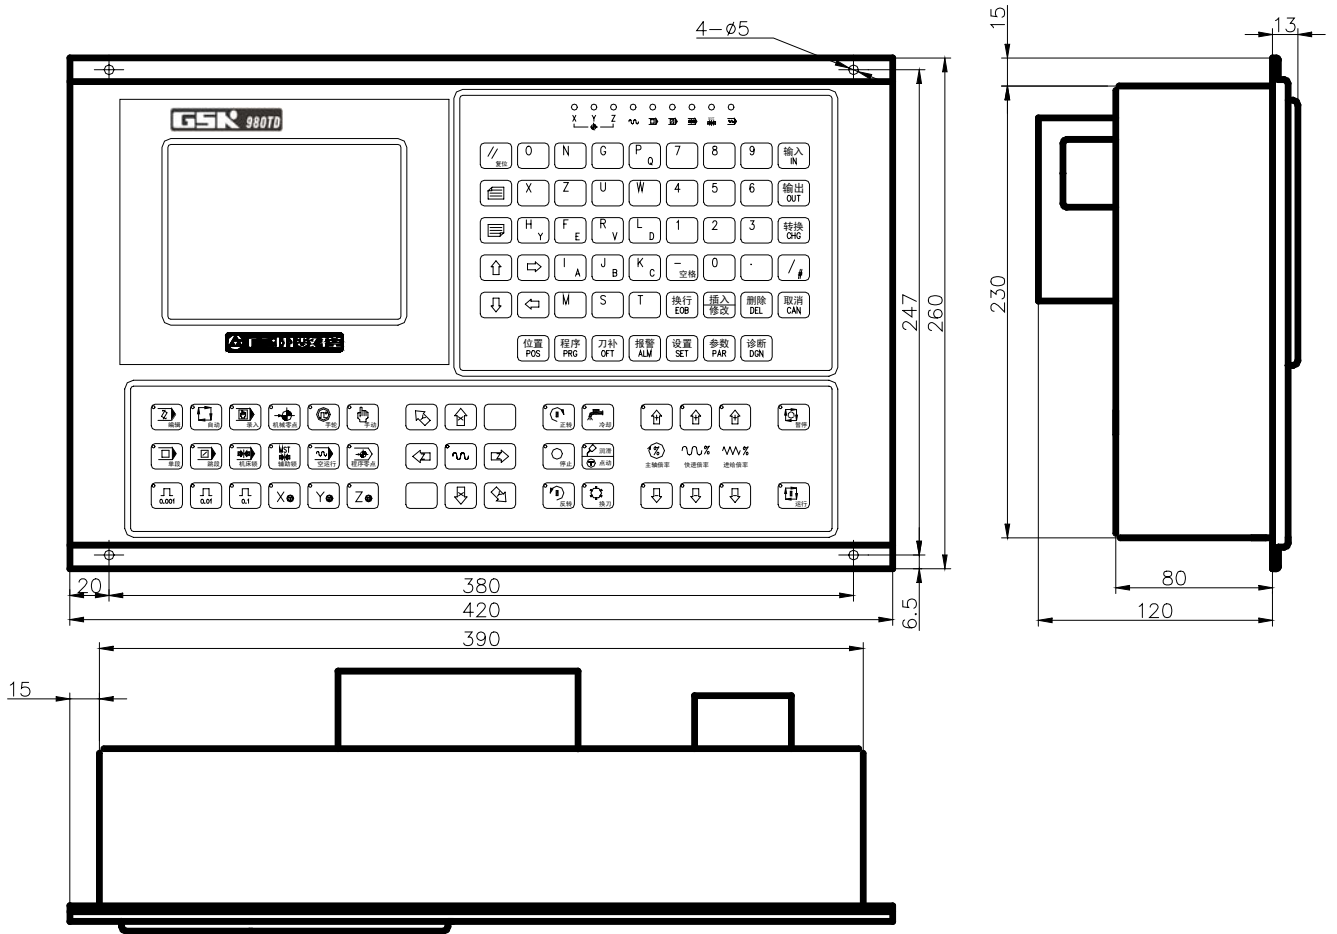 4-ø5
15
13
GSK 980TD
X Y Z
// 复位 O N G P Q 7 8 9 输入 IN
X Z U W 4 5 6 输出 OUT
H Y F E R V L D 1 2 3 转换 CHG
I A J B K C - 空格 0 . / #
M S T 换行 EOB 插入 修改 删除 DEL 取消 CAN
位置 POS 程序 PRG 刀补 OFT 报警 ALM 设置 SET 参数 PAR 诊断 DGN
编辑 自动 录入 机械零点 手轮 手动 正转 冷却 暂停
单段 跳段 机床锁 MST 辅助锁 空运行 程序零点 停止 润滑 点动 % 主轴倍率 % 快速倍率 % 进给倍率
0.001 0.01 0.1 X Y Z 反转 换刀 运行
247
260
230
20
380
420
6.5
80
120
390
15